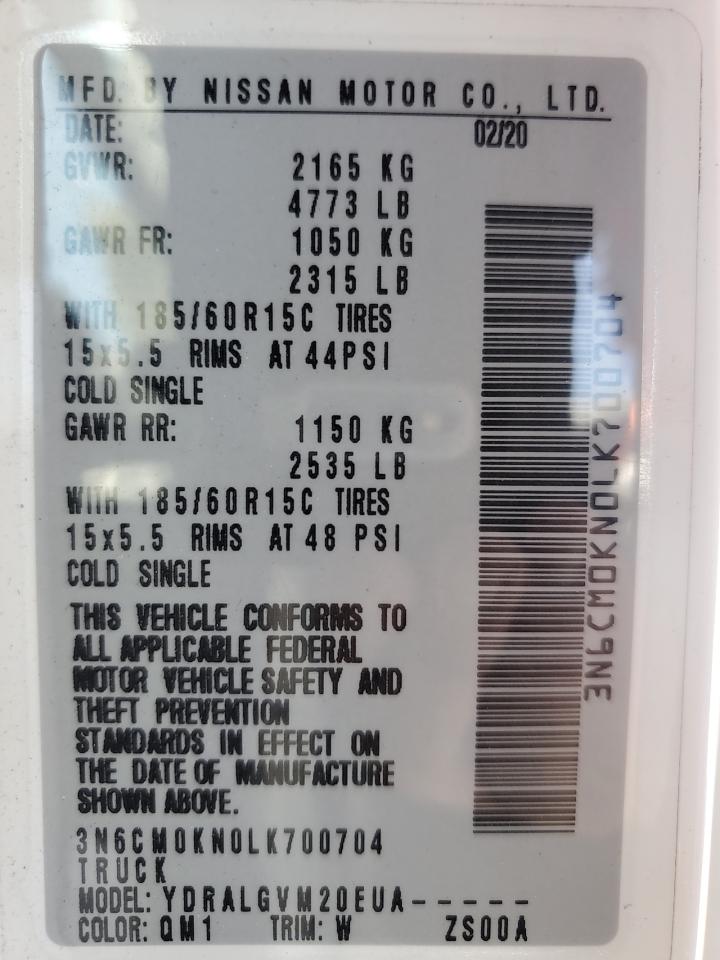 MFD. BY NISSAN MOTOR CO., LTD.
DATE: 02/20
GVWR: 2165 KG
4773 LB
GAWR FR: 1050 KG
2315 LB
WITH 185/60R15C TIRES
15x5.5 RIMS AT 44PSI
COLD SINGLE
GAWR RR: 1150 KG
2535 LB
WITH 185/60R15C TIRES
15x5.5 RIMS AT 48 PSI
COLD SINGLE
THIS VEHICLE CONFORMS TO
ALL APPLICABLE FEDERAL
MOTOR VEHICLE SAFETY AND
THEFT PREVENTION
STANDARDS IN EFFECT ON
THE DATE OF MANUFACTURE
SHOWN ABOVE.
3N6CM0KN0LK700704
TRUCK
MODEL: YDRALGVM20EUA-----
COLOR: QM1 TRIM: W ZS00A
3N6CM0KN0LK700704